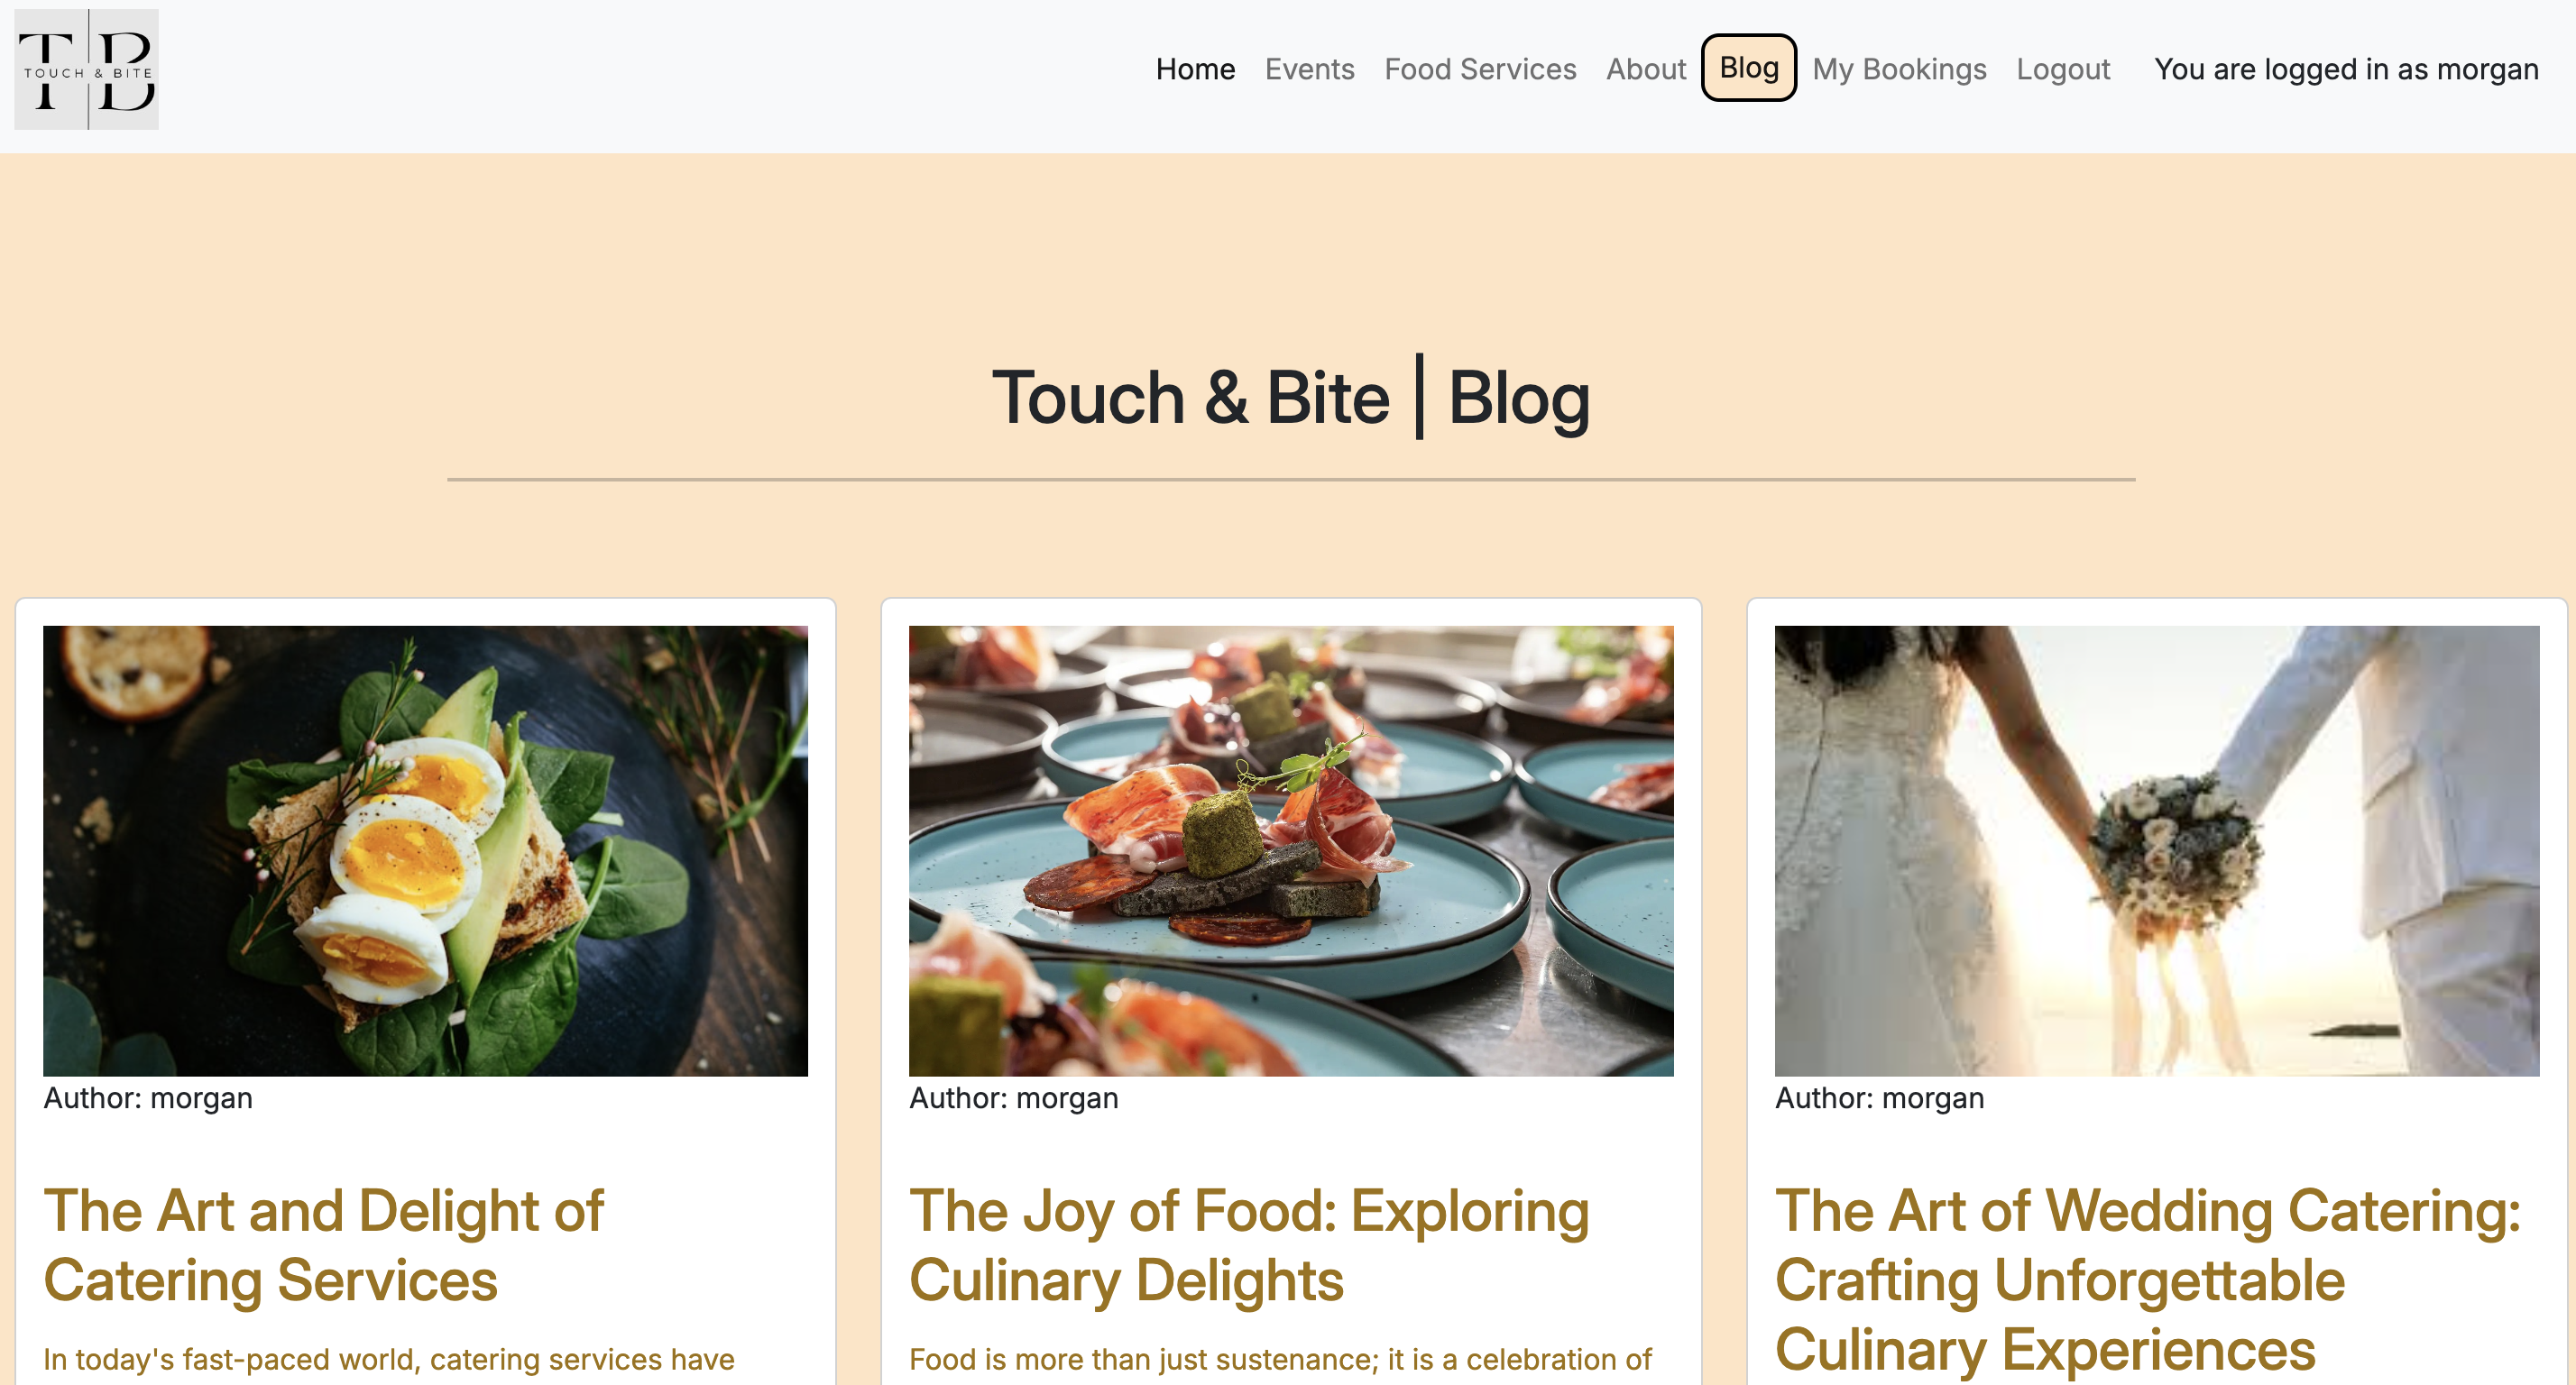 T B
TOUCH & BITE
Home Events Food Services About Blog My Bookings Logout You are logged in as morgan
Touch & Bite | Blog
Author: morgan
The Art and Delight of
Catering Services
In today's fast-paced world, catering services have
Author: morgan
The Joy of Food: Exploring
Culinary Delights
Food is more than just sustenance; it is a celebration of
Author: morgan
The Art of Wedding Catering:
Crafting Unforgettable
Culinary Experiences